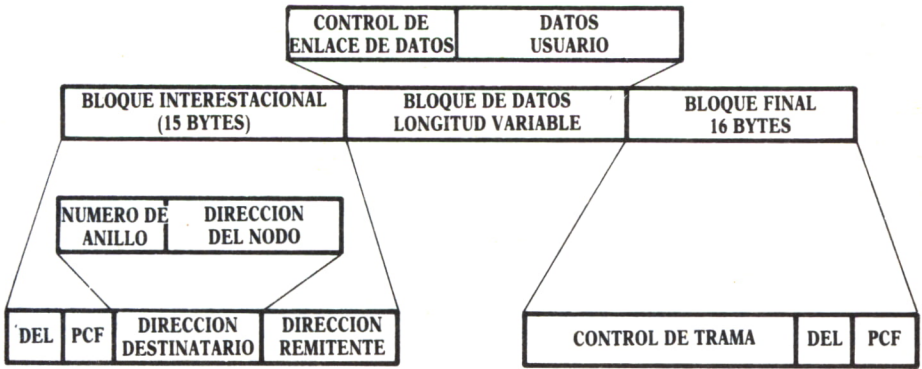 CONTROL DE
ENLACE DE DATOS
DATOS
USUARIO
BLOQUE INTERESTACIONAL
(15 BYTES)
BLOQUE DE DATOS
LONGITUD VARIABLE
BLOQUE FINAL
16 BYTES
NUMERO DE
ANILLO
DIRECCION
DEL NODO
DEL
PCF
DIRECCION
DESTINATARIO
DIRECCION
REMITENTE
CONTROL DE TRAMA
DEL
PCF